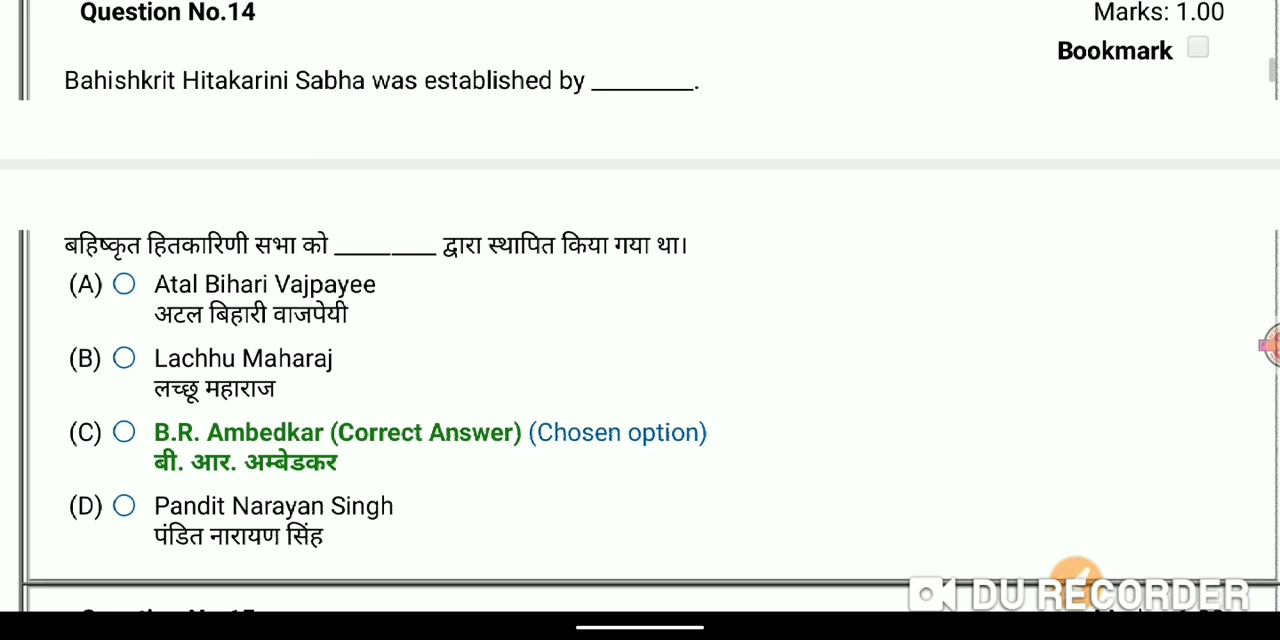 Question No.14
Marks: 1.00
Bookmark
Bahishkrit Hitakarini Sabha was established by ________.
बहिष्कृत हितकारिणी सभा को ________ द्वारा स्थापित किया गया था।
(A) Atal Bihari Vajpayee
अटल बिहारी वाजपेयी
(B) Lachhu Maharaj
लच्छू महाराज
(C) B.R. Ambedkar (Correct Answer) (Chosen option)
बी. आर. अम्बेडकर
(D) Pandit Narayan Singh
पंडित नारायण सिंह
DU RECORDER